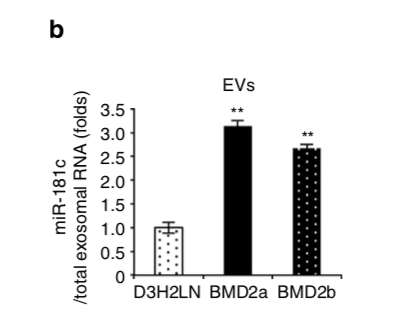 b
EVs
miR-181c
/total exosomal RNA (folds)
3.5
3.0
2.5
2.0
1.5
1.0
0.5
0
**
**
D3H2LN BMD2a BMD2b